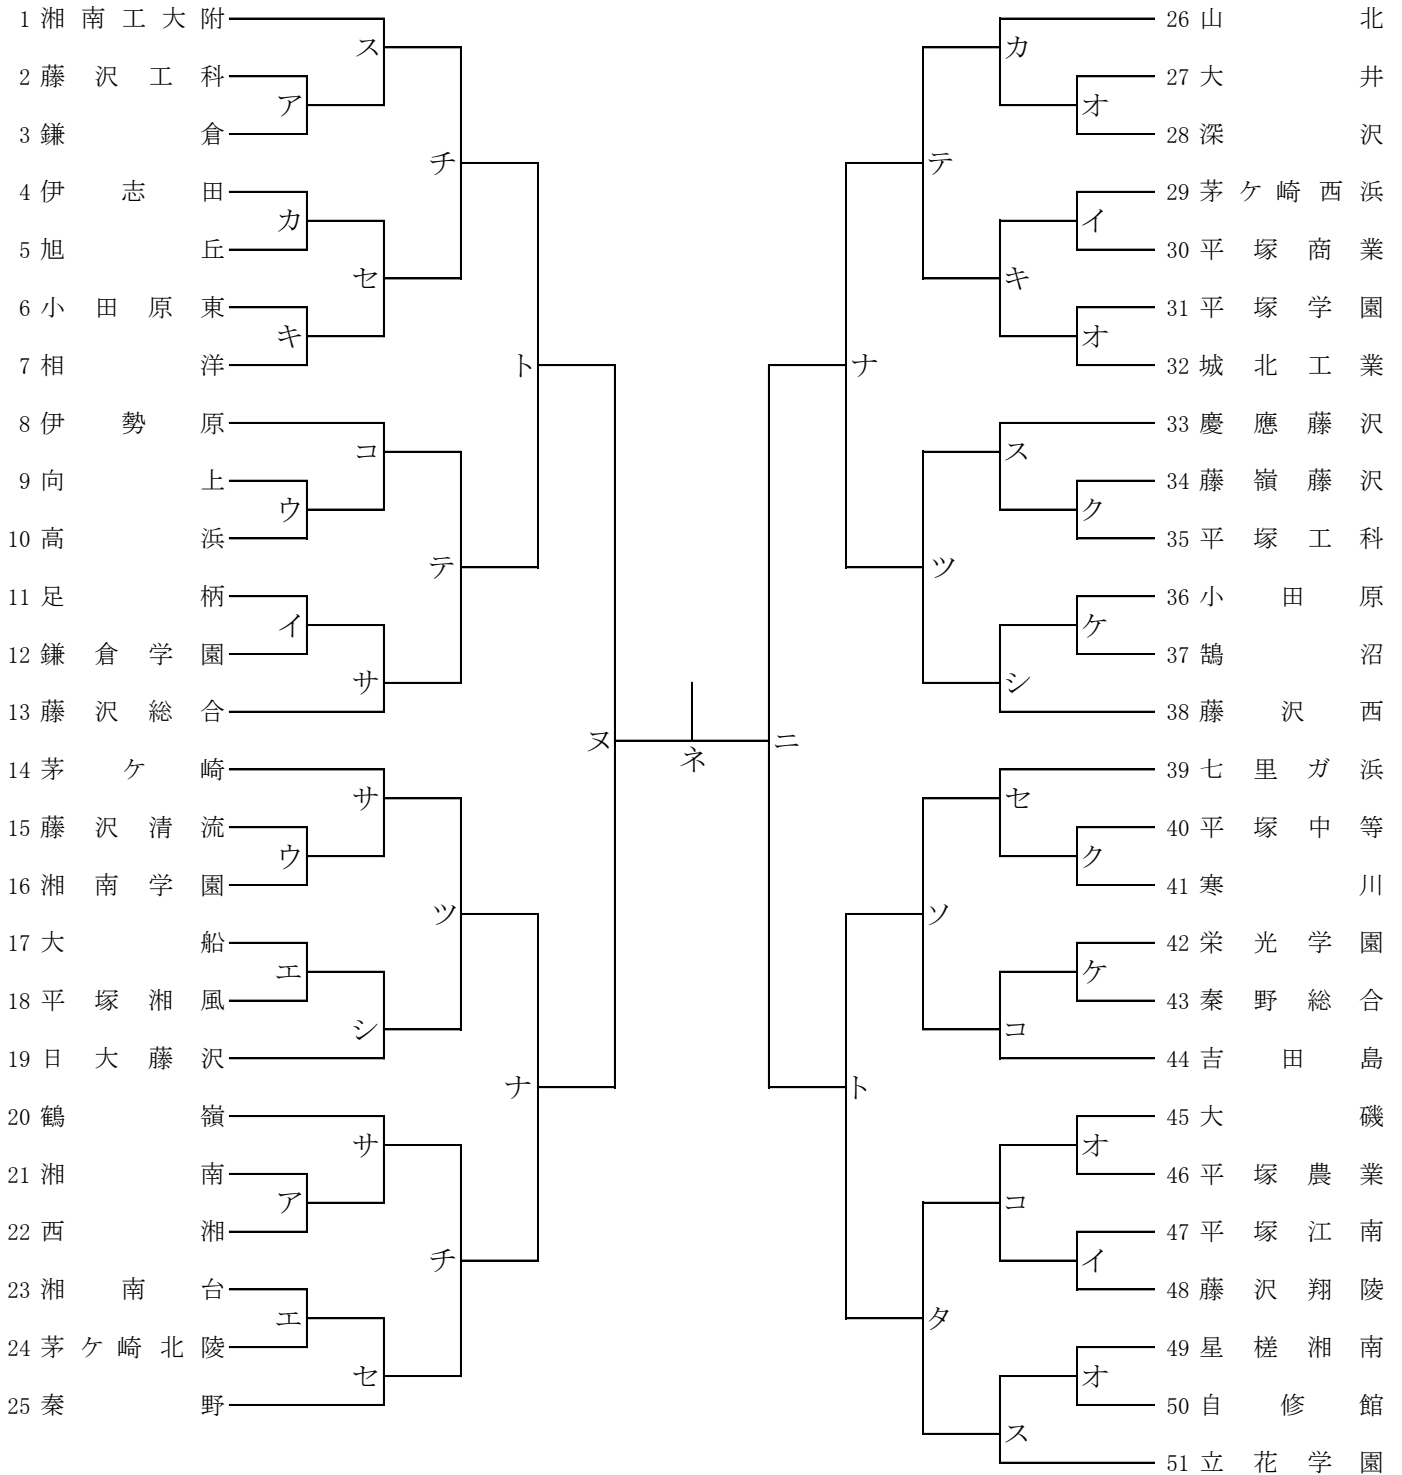 1 湘南工大附
2 藤沢工科
3 鎌倉
4 伊志田
5 旭丘
6 小田原東
7 相洋
8 伊勢原
9 向上
10 高浜
11 足柄
12 鎌倉学園
13 藤沢総合
14 茅ケ崎
15 藤沢清流
16 湘南学園
17 大船
18 平塚湘風
19 日大藤沢
20 鶴嶺
21 湘南
22 西湘
23 湘南台
24 茅ケ崎北陵
25 秦野
ア
カ
キ
ウ
イ
ウ
エ
ア
エ
ス
セ
コ
サ
サ
シ
サ
セ
チ
テ
ツ
チ
ト
ナ
ヌ
ネ
ニ
ナ
ト
テ
ツ
ソ
タ
カ
キ
ス
シ
セ
コ
コ
ス
オ
イ
オ
ク
ケ
ク
ケ
オ
イ
オ
26 山北
27 大井
28 深沢
29 茅ケ崎西浜
30 平塚商業
31 平塚学園
32 城北工業
33 慶應藤沢
34 藤嶺藤沢
35 平塚工科
36 小田原
37 鵠沼
38 藤沢西
39 七里ガ浜
40 平塚中等
41 寒川
42 栄光学園
43 秦野総合
44 吉田島
45 大磯
46 平塚農業
47 平塚江南
48 藤沢翔陵
49 星槎湘南
50 自修館
51 立花学園